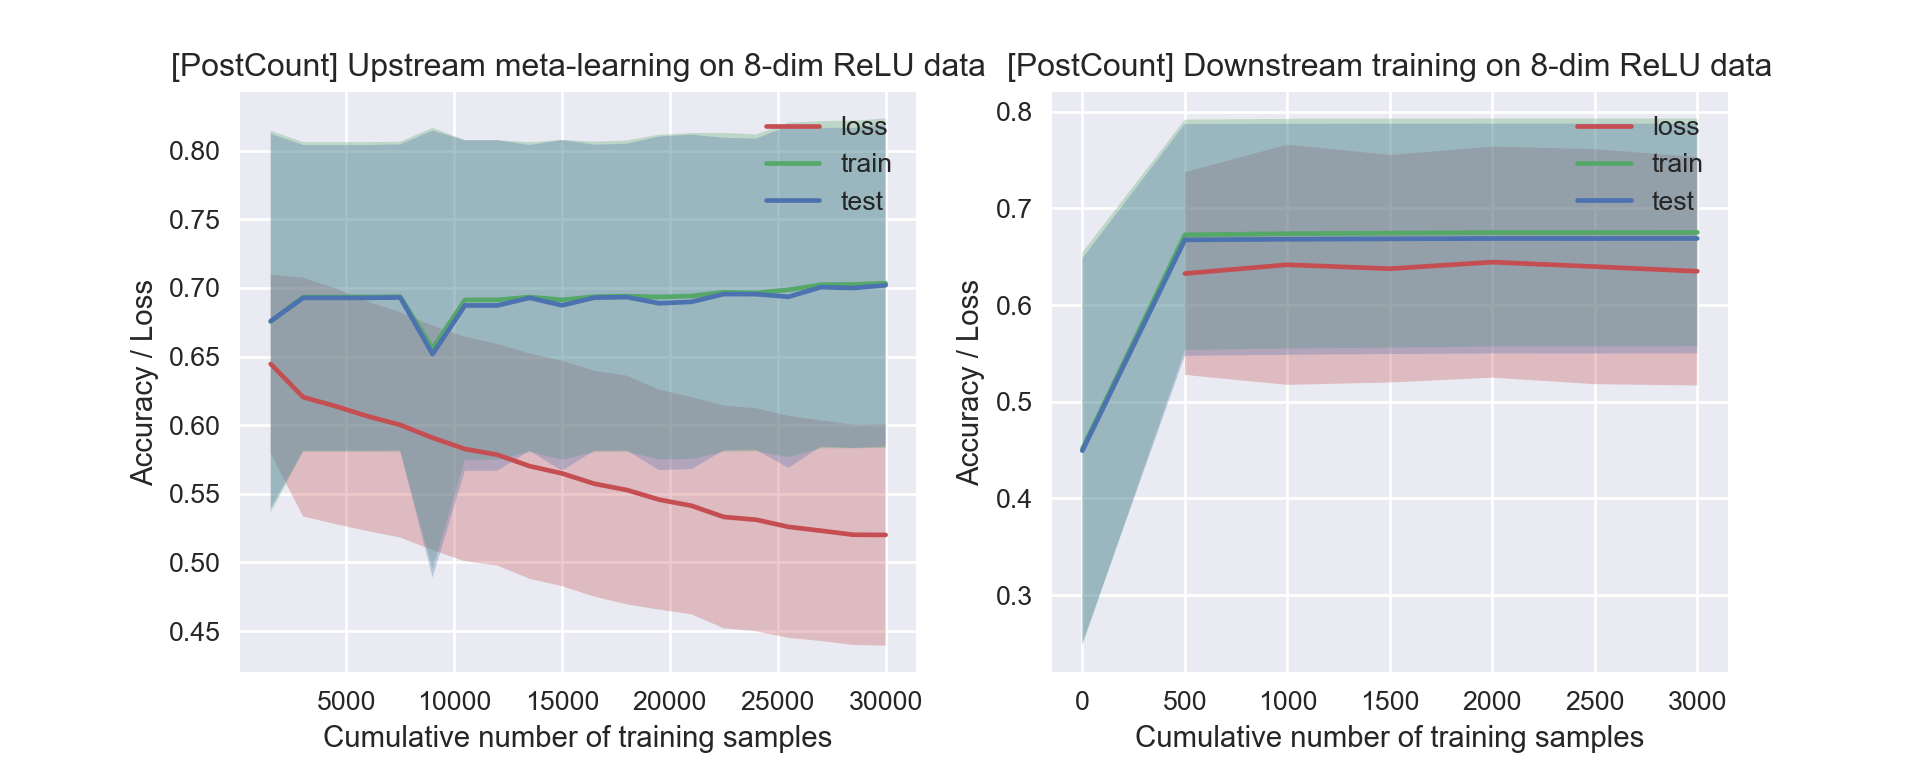 [PostCount] Upstream meta-learning on 8-dim ReLU data
0.80
0.75
0.70
0.65
0.60
0.55
0.50
0.45
Accuracy / Loss
loss
train
test
5000 10000 15000 20000 25000 30000
Cumulative number of training samples
[PostCount] Downstream training on 8-dim ReLU data
0.8
0.7
0.6
0.5
0.4
0.3
Accuracy / Loss
loss
train
test
0 500 1000 1500 2000 2500 3000
Cumulative number of training samples